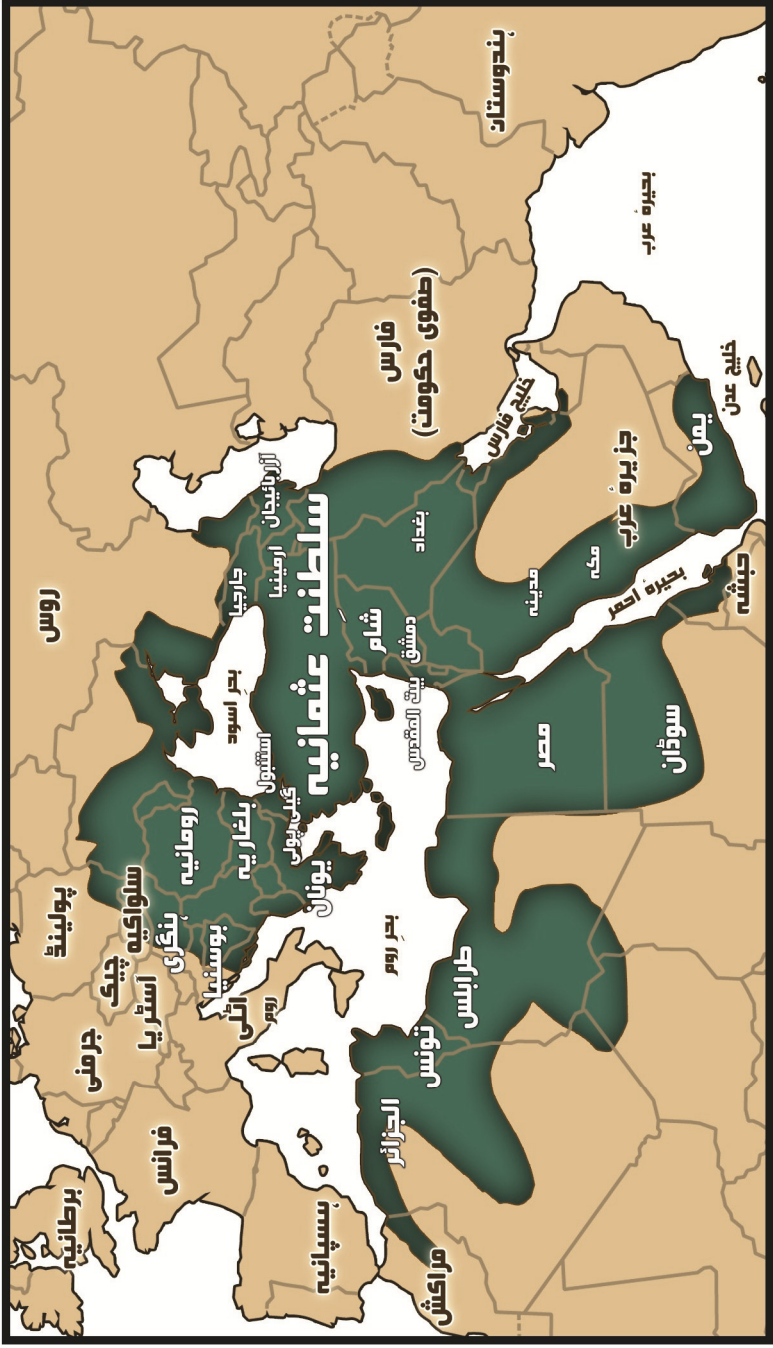 برطانیہ
فرانس
ہسپانیہ
مراکش
جرمنی
پولینڈ
چیک
سلواکیہ
آسٹریا
ہنگری
اٹلی
روم
بوسنیا
رومانیہ
بلغاریہ
یونان
گیلی پولی
استنبول
بحرِ اسود
بحرِ روم
الجزائر
تونس
طرابلس
روس
جارجیا
ارمینیا
آزربائیجان
سلطنتِ عثمانیہ
شام
دمشق
بیت المقدس
بغداد
مصر
سوڈان
مدینہ
مکہ
بحیرۂ احمر
حبشہ
جزیرۂ عرب
یمن
خلیج عدن
خلیج فارس
فارس
(صفوی حکومت)
ہندوستان
بحیرۂ عرب